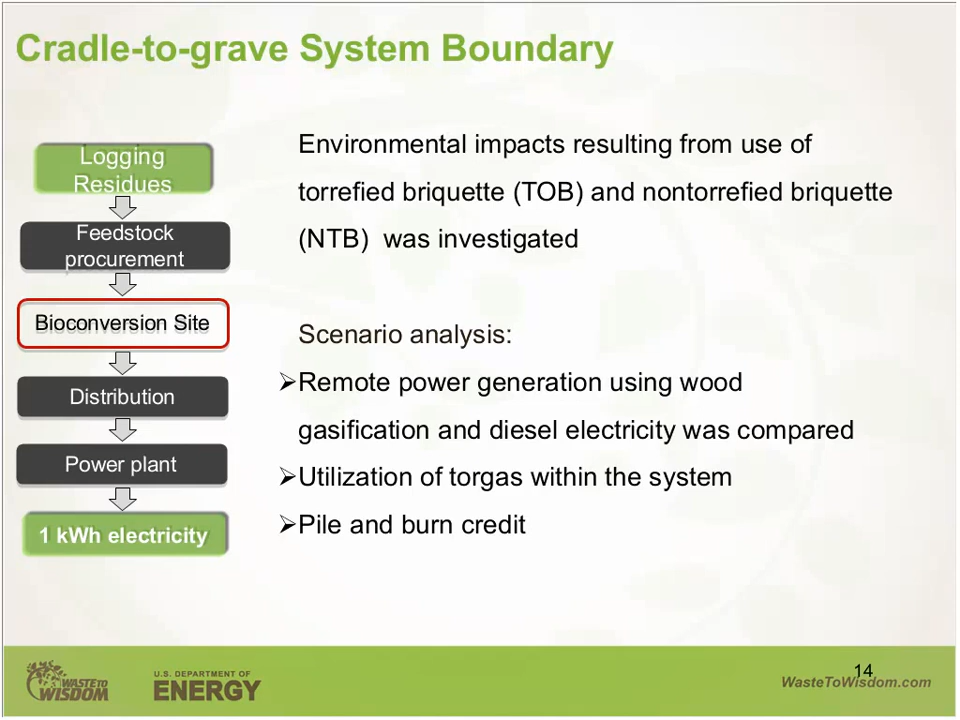 Cradle-to-grave System Boundary
Logging
Residues
Feedstock
procurement
Bioconversion Site
Distribution
Power plant
1 kWh electricity
Environmental impacts resulting from use of
torrefied briquette (TOB) and nontorrefied briquette
(NTB) was investigated
Scenario analysis:
➢Remote power generation using wood
gasification and diesel electricity was compared
➢Utilization of torgas within the system
➢Pile and burn credit
WASTE TO
WISDOM
U.S. DEPARTMENT OF
ENERGY
14
WasteToWisdom.com